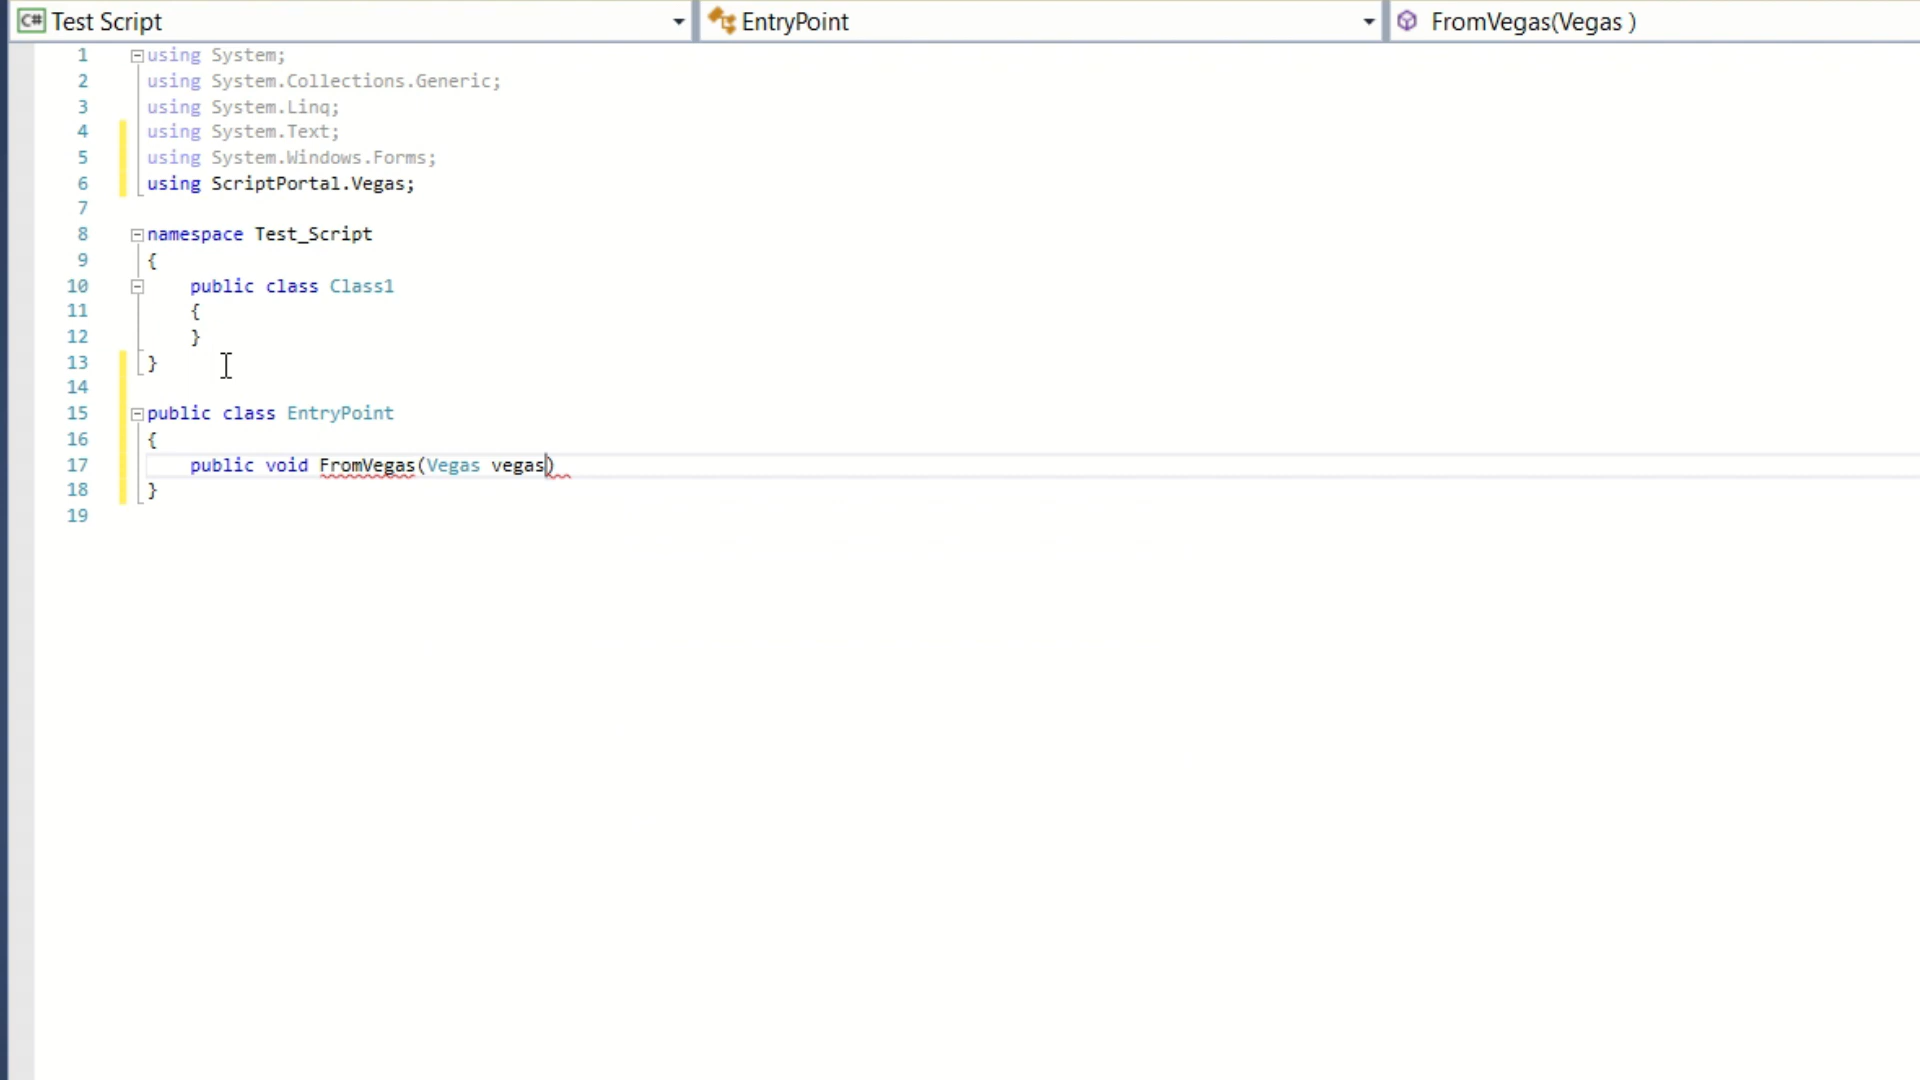 C# Test Script EntryPoint FromVegas(Vegas )
1 using System;
2 using System.Collections.Generic;
3 using System.Linq;
4 using System.Text;
5 using System.Windows.Forms;
6 using ScriptPortal.Vegas;
7
8 namespace Test_Script
9 {
10 public class Class1
11 {
12 }
13 }
14
15 public class EntryPoint
16 {
17 public void FromVegas(Vegas vegas)
18 }
19